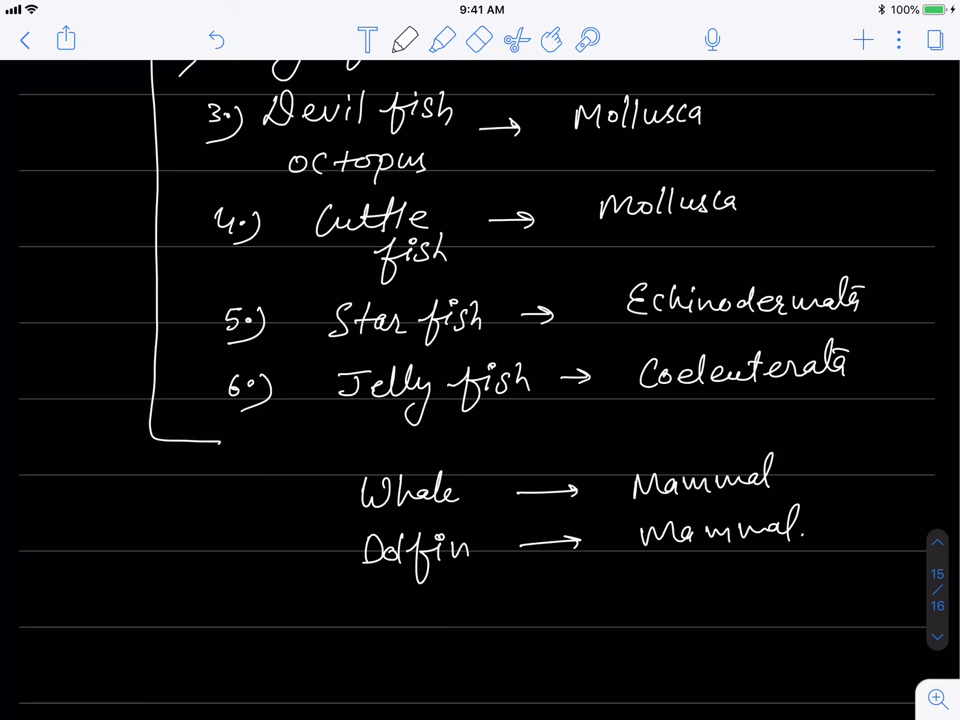 9:41 AM
100%
T
3.) Devil fish → Mollusca
octopus
4.) Cuttle → Mollusca
fish
5.) Star fish → Echinodermata
6.) Jelly fish → Coelenterata
Whale → Mammal
Dolfin → Mammal.
15
/
16